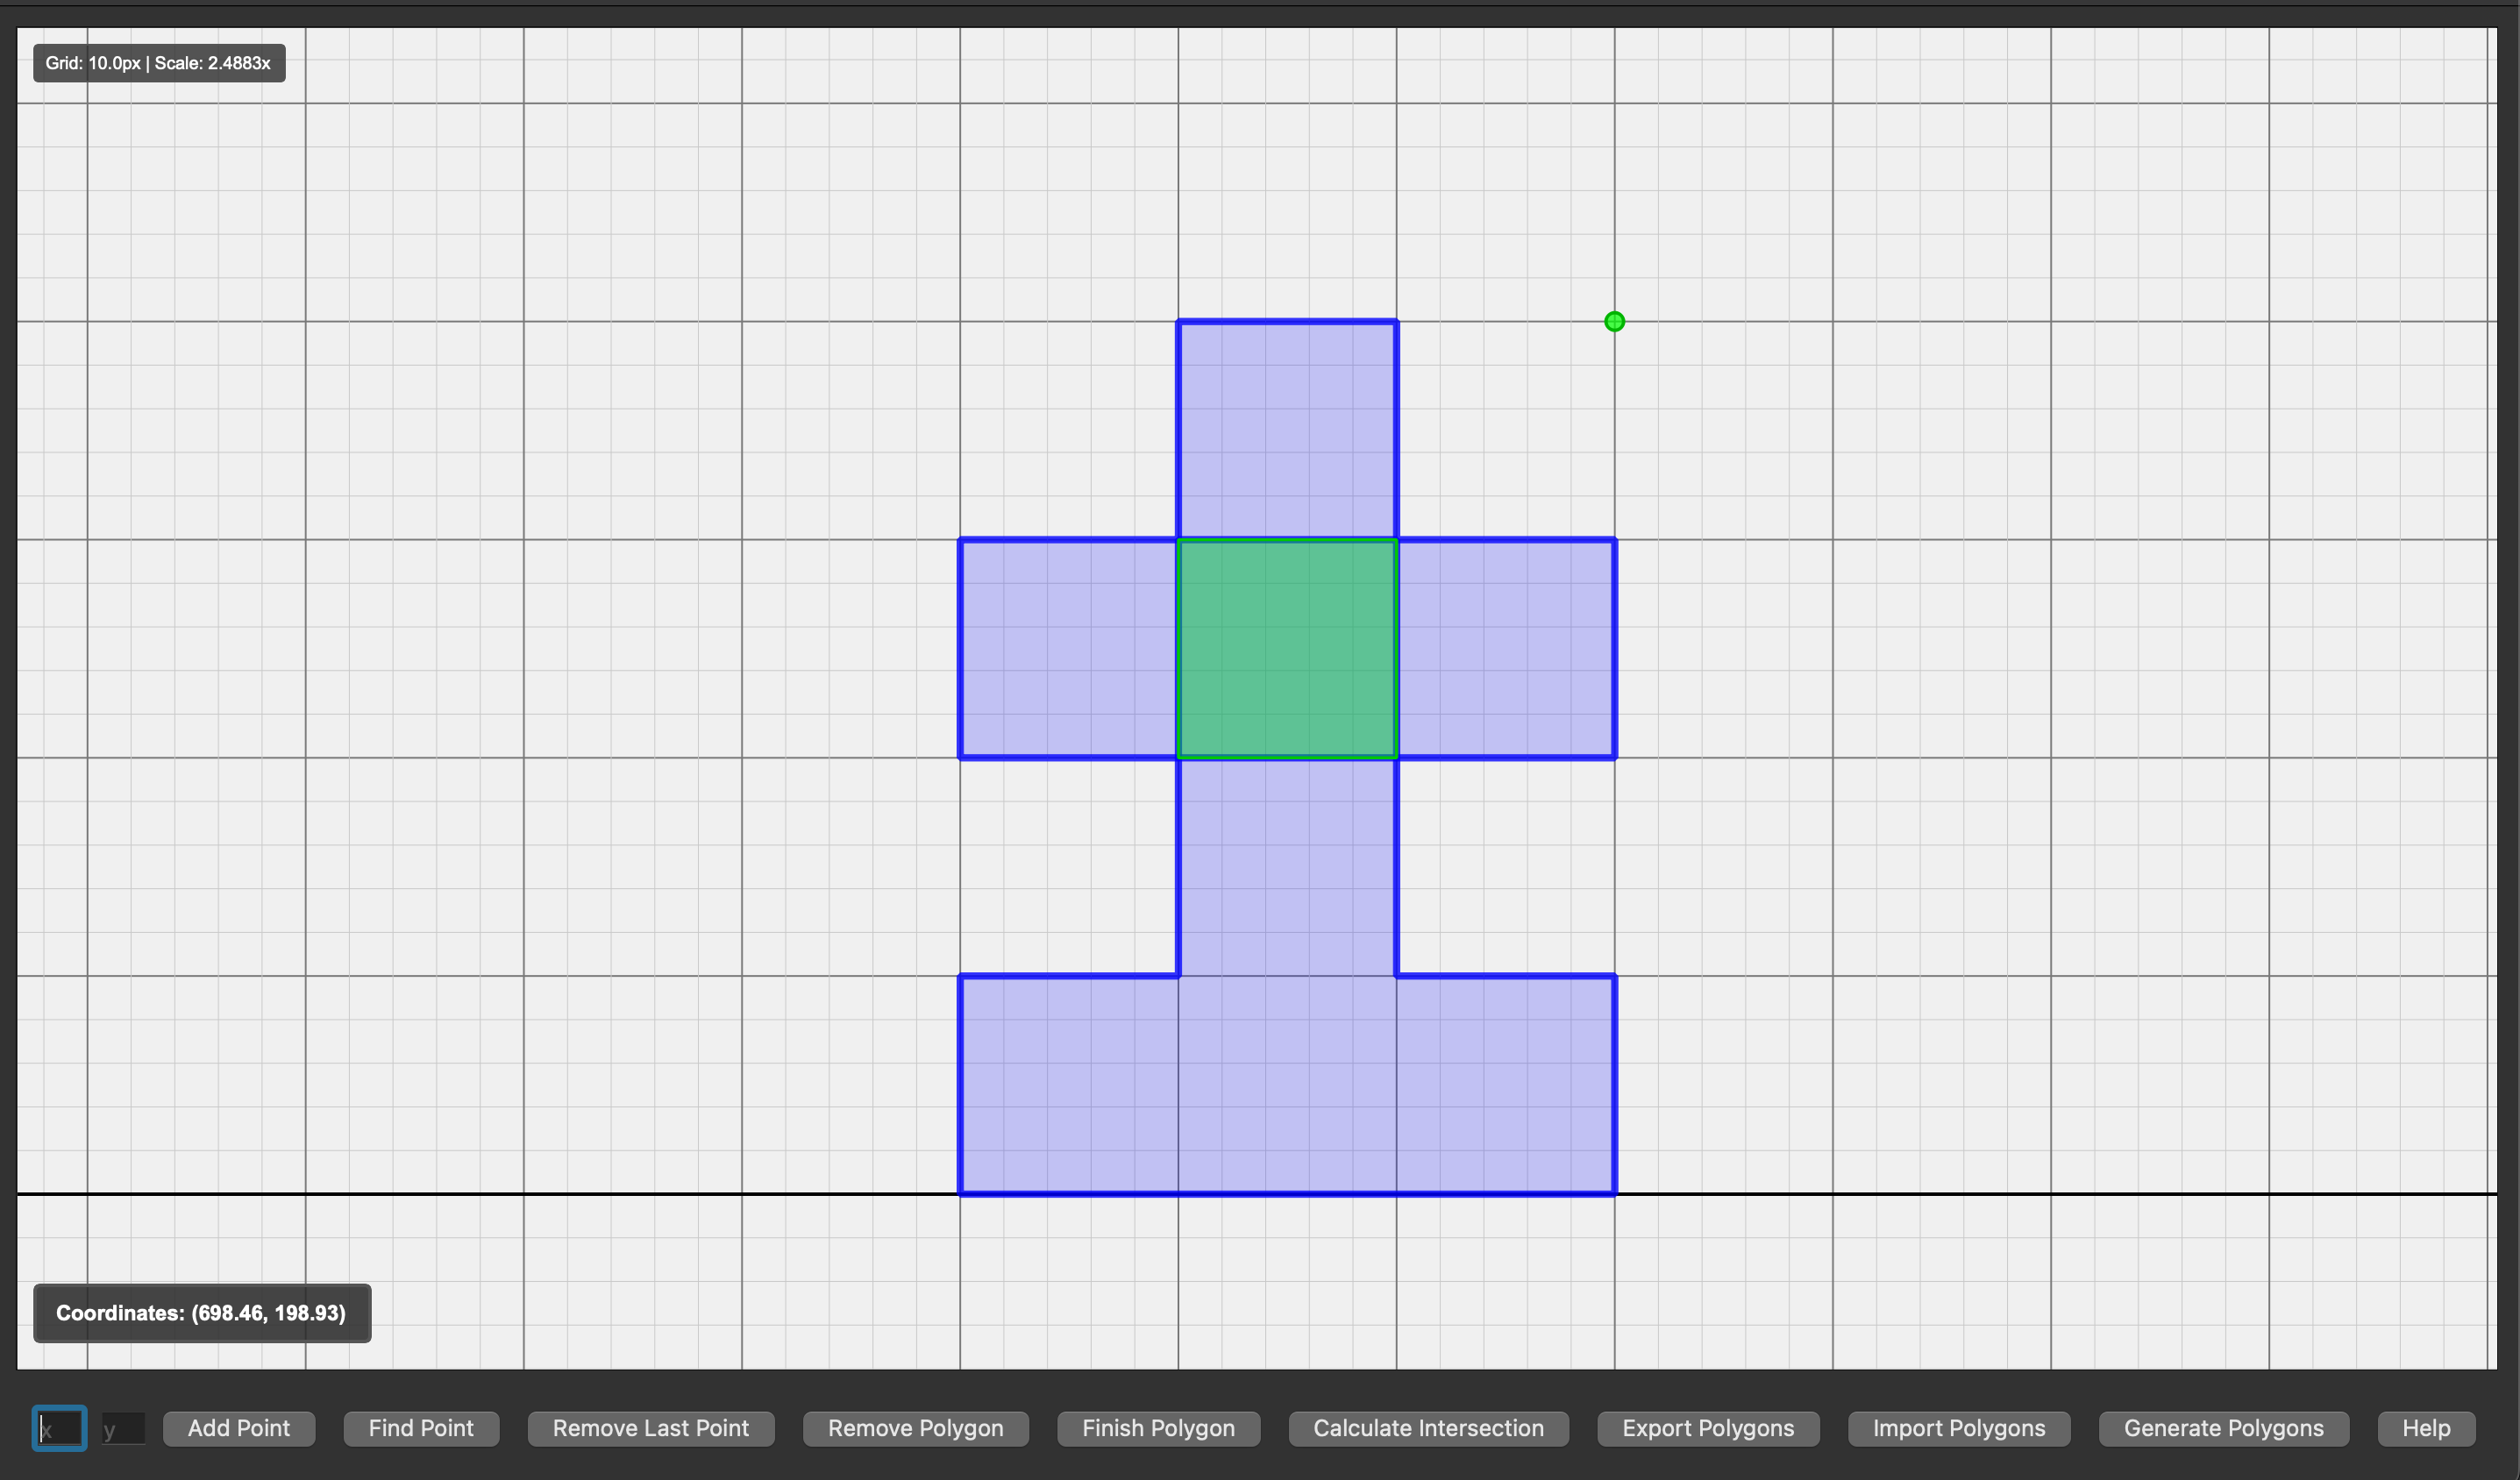 Grid: 10.0px | Scale: 2.4883x
Coordinates: (698.46, 198.93)
x y Add Point Find Point Remove Last Point Remove Polygon Finish Polygon Calculate Intersection Export Polygons Import Polygons Generate Polygons Help